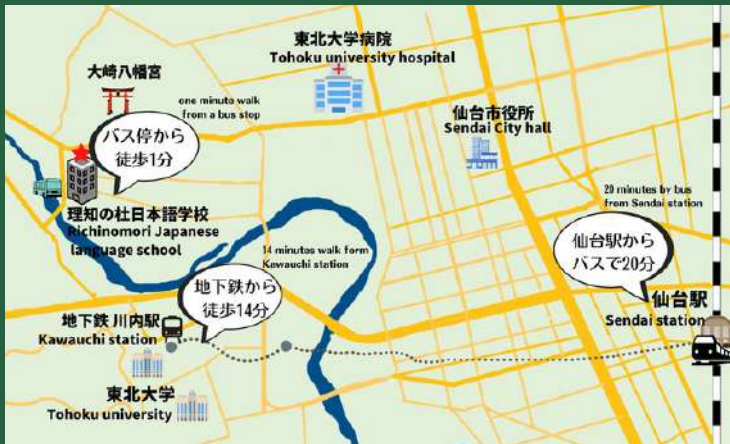 東北大学病院
Tohoku university hospital
大崎八幡宮
one minute walk
from a bus stop
バス停から
徒歩1分
仙台市役所
Sendai City hall
理知の杜日本語学校
Richinomori Japanese
language school
20 minutes by bus
from Sendai station
仙台駅から
バスで20分
14 minutes walk form
Kawauchi station
地下鉄から
徒歩14分
仙台駅
Sendai station
地下鉄 川内駅
Kawauchi station
東北大学
Tohoku university